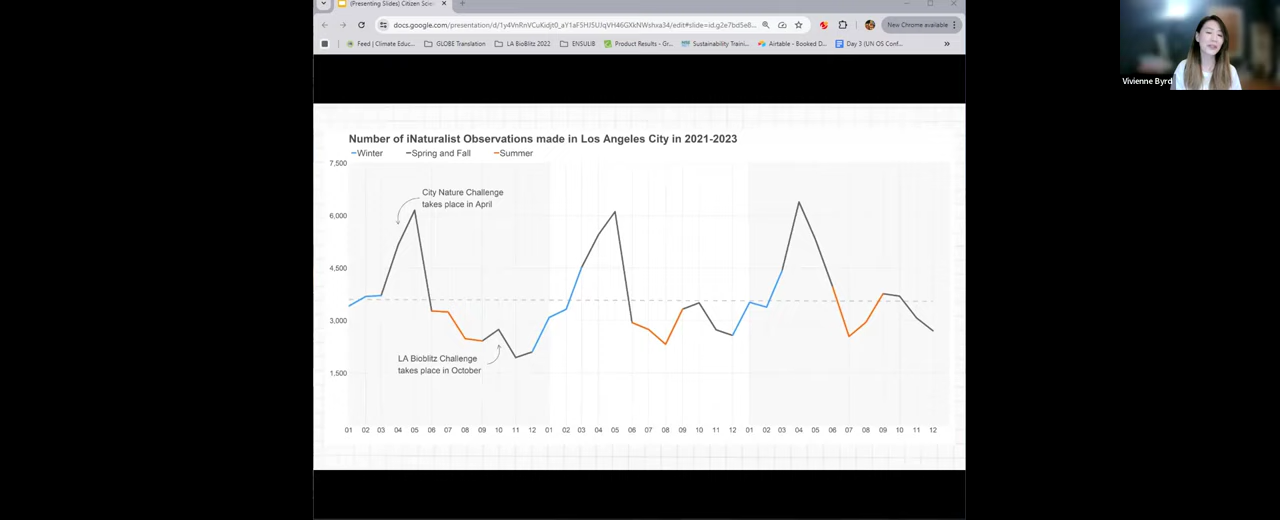 (Presenting Slides) Citizen Scie
docs.google.com/presentation/d/
New Chrome available
Feed | Climate Educ...
GLOBE Translation
LA BioBlitz 2022
ENSULIB
Product Results - Gr...
Sustainability Traini...
Airtable - Booked D...
Day 3 (UN OS Conf...
Vivienne Byrd
Number of iNaturalist Observations made in Los Angeles City in 2021-2023
Winter Spring and Fall Summer
7,500
City Nature Challenge
takes place in April
6,000
4,500
3,000
LA Bioblitz Challenge
takes place in October
1,500
01 02 03 04 05 06 07 08 09 10 11 12 01 02 03 04 05 06 07 08 09 10 11 12 01 02 03 04 05 06 07 08 09 10 11 12